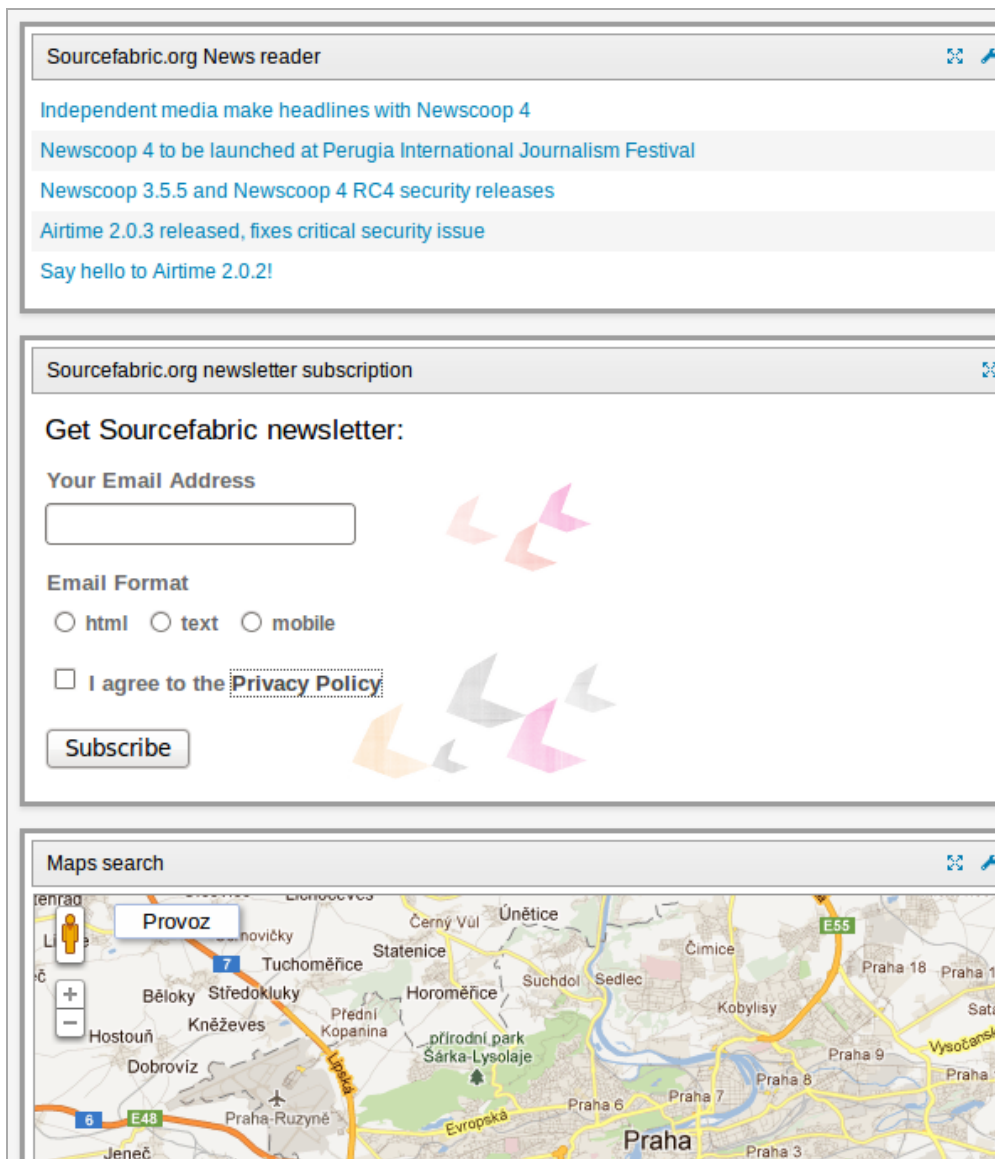 Sourcefabric.org News reader
Independent media make headlines with Newscoop 4
Newscoop 4 to be launched at Perugia International Journalism Festival
Newscoop 3.5.5 and Newscoop 4 RC4 security releases
Airtime 2.0.3 released, fixes critical security issue
Say hello to Airtime 2.0.2!
Sourcefabric.org newsletter subscription
Get Sourcefabric newsletter:
Your Email Address
Email Format
html text mobile
I agree to the Privacy Policy
Subscribe
Maps search
Provoz
Černý Vůl
Únětice
E55
Statenice
7
Tuchoměřice
Čimice
Suchdol
Sedlec
Praha 18
Běloky
Středokluky
Horoměřice
Kobylisy
Přední
Kopanina
Kněževes
Hostouň
přírodní park
Šárka-Lysolaje
Dobrovíz
Lipská
Praha 9
Praha 8
Praha 7
Praha 6
6
E48
Praha-Ruzyně
Evropská
Praha
Praha 3
Jeneč